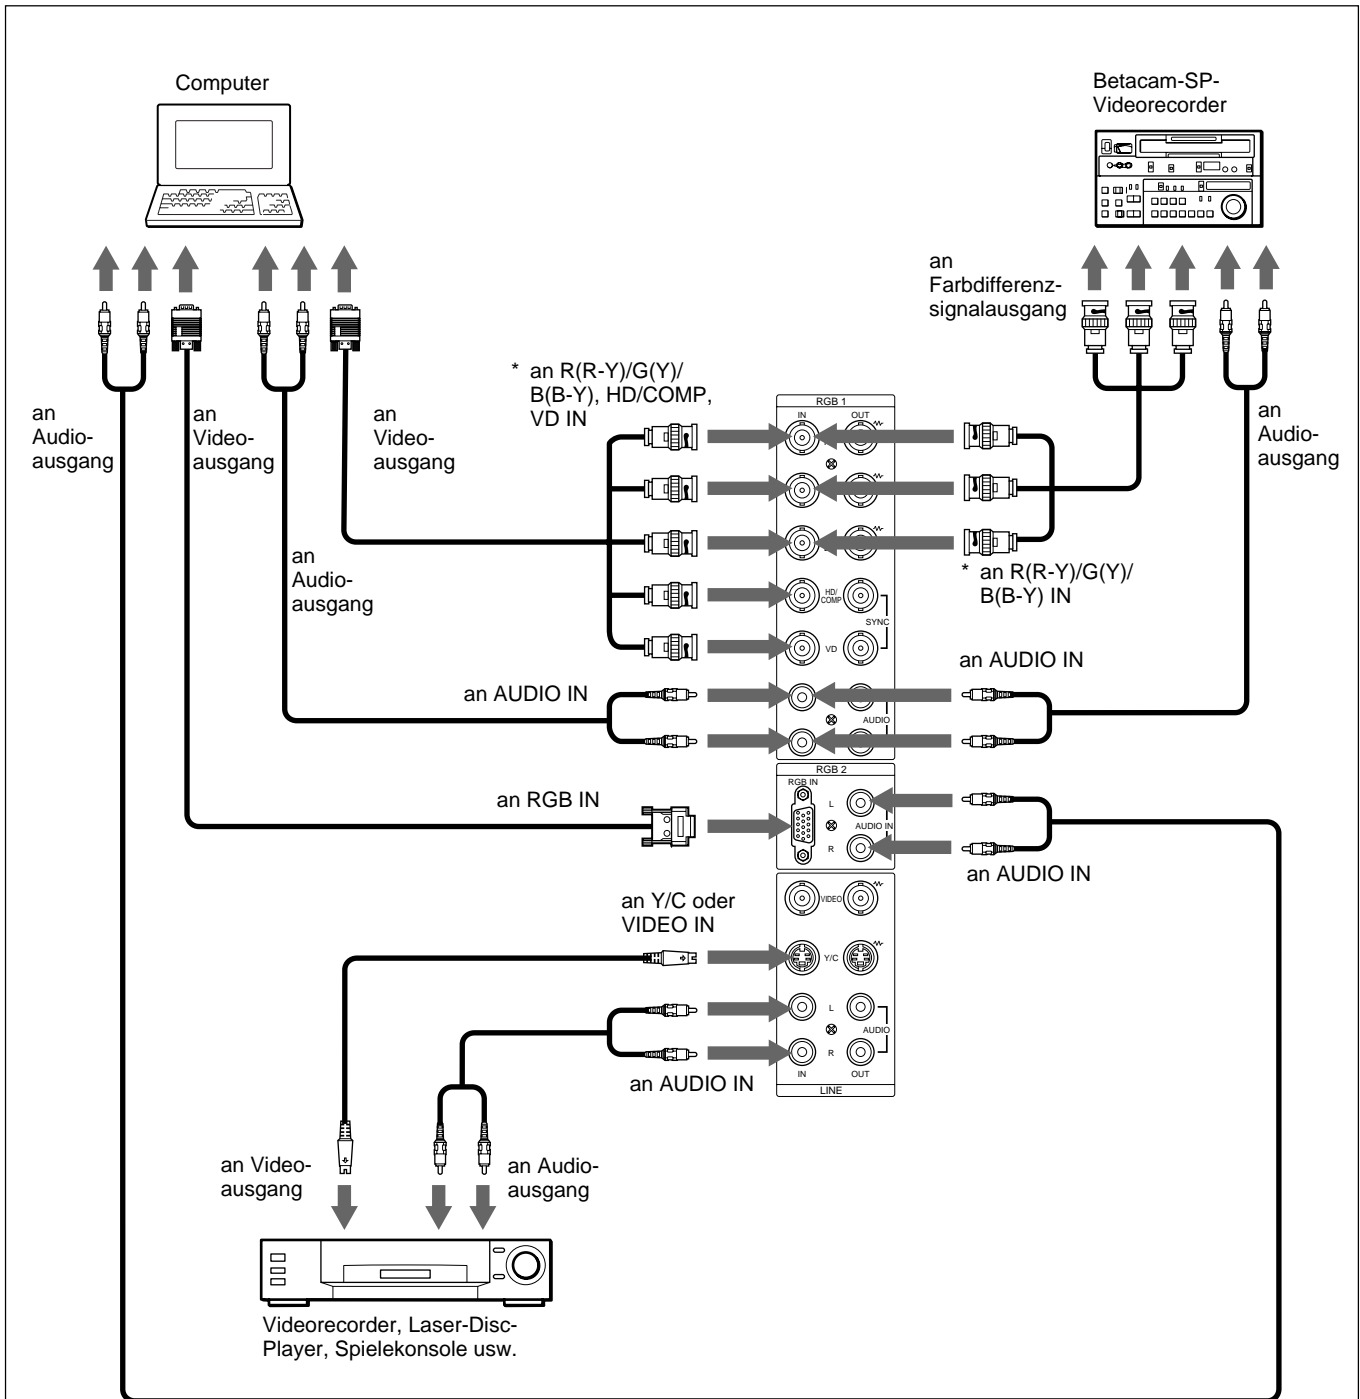 Computer
Betacam-SP-
Videorecorder
an
Farbdifferenz-
signalausgang
* an R(R-Y)/G(Y)/
B(B-Y), HD/COMP,
VD IN
an
Audio-
ausgang
an
Video-
ausgang
an
Video-
ausgang
an
Audio-
ausgang
an
Audio-
ausgang
RGB 1
IN
OUT
* an R(R-Y)/G(Y)/
B(B-Y) IN
HD/
COMP
SYNC
VD
an AUDIO IN
an AUDIO IN
AUDIO
RGB 2
RGB IN
an RGB IN
L
AUDIO IN
R
an AUDIO IN
an Y/C oder
VIDEO IN
VIDEO
Y/C
L
AUDIO
R
IN
OUT
LINE
an AUDIO IN
an Video-
ausgang
an Audio-
ausgang
Videorecorder, Laser-Disc-
Player, Spielekonsole usw.